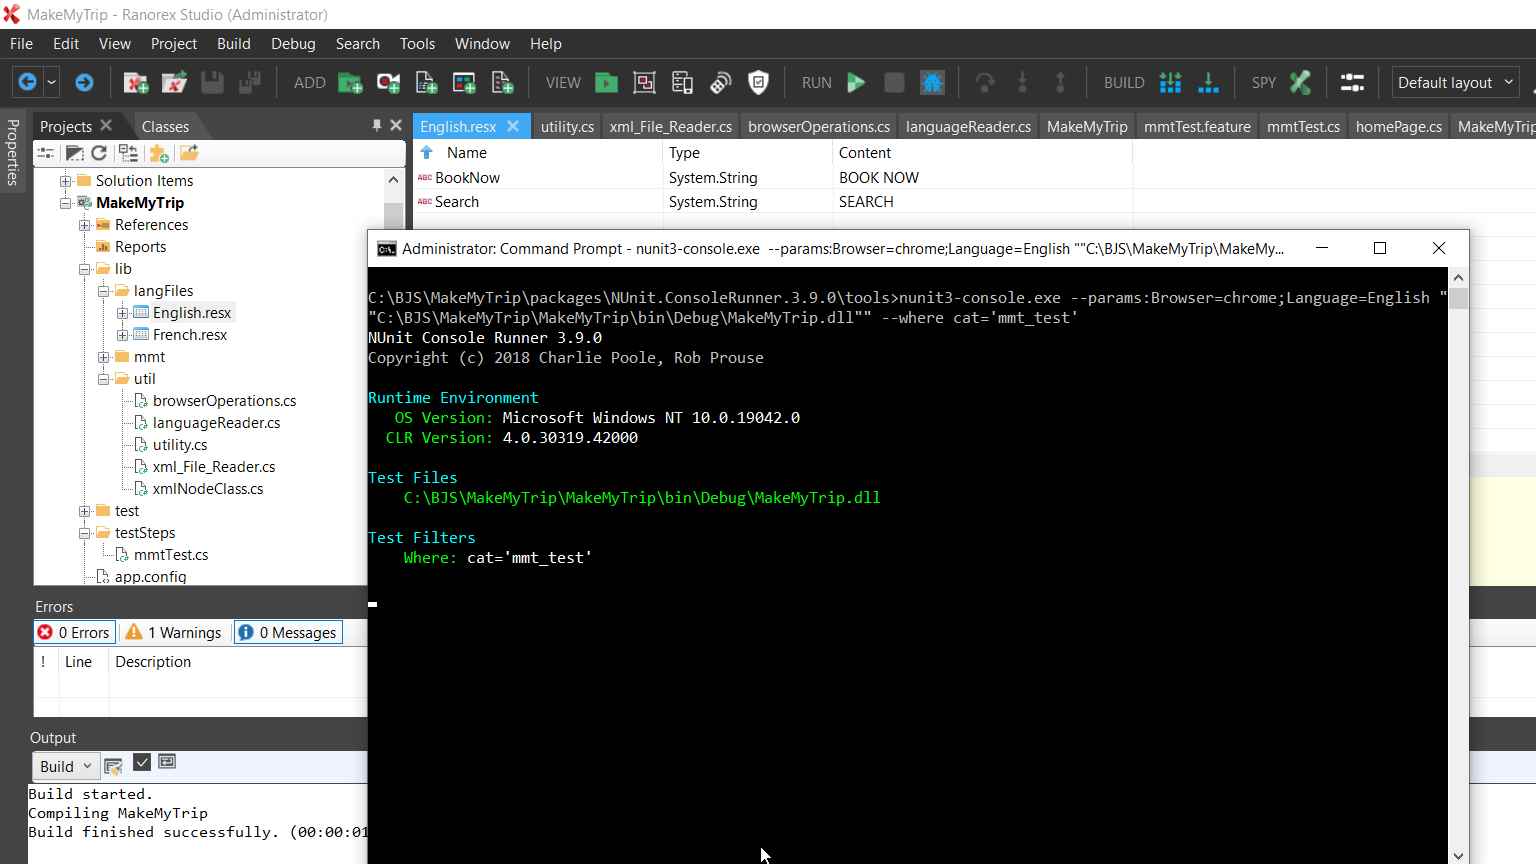 MakeMyTrip - Ranorex Studio (Administrator)
File Edit View Project Build Debug Search Tools Window Help
ADD VIEW RUN BUILD SPY Default layout
Properties
Projects Classes
English.resx utility.cs xml_File_Reader.cs browserOperations.cs languageReader.cs MakeMyTrip mmtTest.feature mmtTest.cs homePage.cs MakeMyTrip
Name Type Content
ABC BookNow System.String BOOK NOW
ABC Search System.String SEARCH
Solution Items
MakeMyTrip
References
Reports
lib
langFiles
English.resx
French.resx
mmt
util
browserOperations.cs
languageReader.cs
utility.cs
xml_File_Reader.cs
xmlNodeClass.cs
test
testSteps
mmtTest.cs
app.config
Administrator: Command Prompt - nunit3-console.exe --params:Browser=chrome;Language=English ""C:\BJS\MakeMyTrip\MakeMy...
C:\BJS\MakeMyTrip\packages\NUnit.ConsoleRunner.3.9.0\tools>nunit3-console.exe --params:Browser=chrome;Language=English "
"C:\BJS\MakeMyTrip\MakeMyTrip\bin\Debug\MakeMyTrip.dll"" --where cat='mmt_test'
NUnit Console Runner 3.9.0
Copyright (c) 2018 Charlie Poole, Rob Prouse
Runtime Environment
OS Version: Microsoft Windows NT 10.0.19042.0
CLR Version: 4.0.30319.42000
Test Files
C:\BJS\MakeMyTrip\MakeMyTrip\bin\Debug\MakeMyTrip.dll
Test Filters
Where: cat='mmt_test'
Errors
0 Errors 1 Warnings 0 Messages
! Line Description
Output
Build
Build started.
Compiling MakeMyTrip
Build finished successfully. (00:00:01